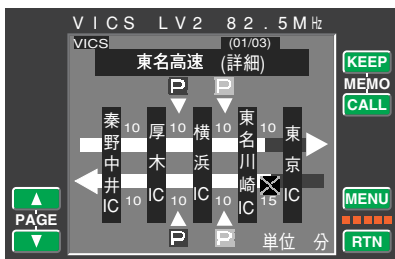 VICS LV2 82.5MHz
VICS (01/03)
東名高速 (詳細)
KEEP
MEMO
CALL
P P
秦野中井IC
10
厚木IC
10
横浜IC
10
東名川崎IC
10
東京IC
10
10
10
15
P P
単位 分
PAGE
MENU
RTN